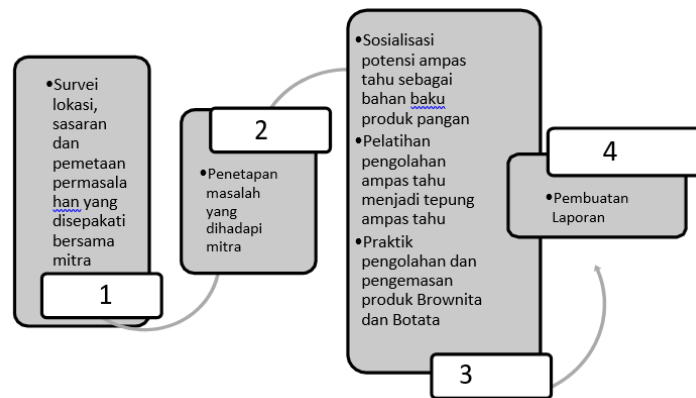 •Survei
lokasi,
sasaran
dan
pemetaan
permasala
han yang
disepakati
bersama
mitra
1
2
•Penetapan
masalah
yang
dihadapi
mitra
•Sosialisasi
potensi ampas
tahu sebagai
bahan baku
produk pangan
•Pelatihan
pengolahan
ampas tahu
menjadi tepung
ampas tahu
•Praktik
pengolahan dan
pengemasan
produk Brownita
dan Botata
3
4
•Pembuatan
Laporan